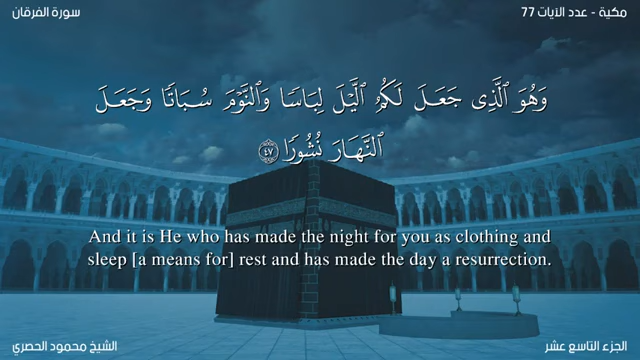 سورة الفرقان
مكية - عدد الآيات 77
وَهُوَ ٱلَّذِى جَعَلَ لَكُمُ ٱلَّيْلَ لِبَاسًا وَٱلنَّوْمَ سُبَاتًا وَجَعَلَ
ٱلنَّهَارَ نُشُورًا ٤٧
And it is He who has made the night for you as clothing and
sleep [a means for] rest and has made the day a resurrection.
الشيخ محمود الحصري
الجزء التاسع عشر